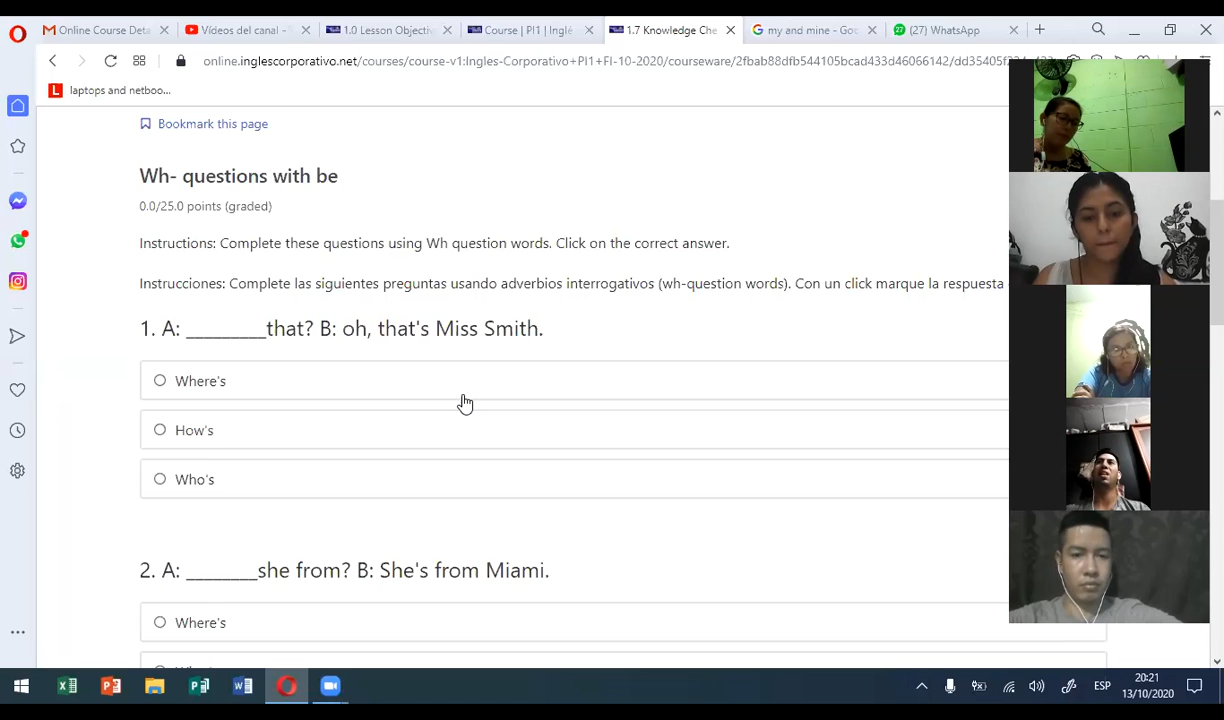 Online Course Deta
Vídeos del canal -
1.0 Lesson Objectiv
Course | PI1 | Inglé
1.7 Knowledge Che
my and mine - Goo
(27) WhatsApp
online.inglescorporativo.net/courses/course-v1:Ingles-Corporativo+PI1+FI-10-2020/courseware/2fbab88dfb544105bcad433d46066142/dd35405f
L laptops and netboo...
Bookmark this page
Wh- questions with be
0.0/25.0 points (graded)
Instructions: Complete these questions using Wh question words. Click on the correct answer.
Instrucciones: Complete las siguientes preguntas usando adverbios interrogativos (wh-question words). Con un click marque la respuesta
1. A: _________that? B: oh, that's Miss Smith.
Where's
How's
Who's
2. A: ________she from? B: She's from Miami.
Where's
ESP
20:21
13/10/2020